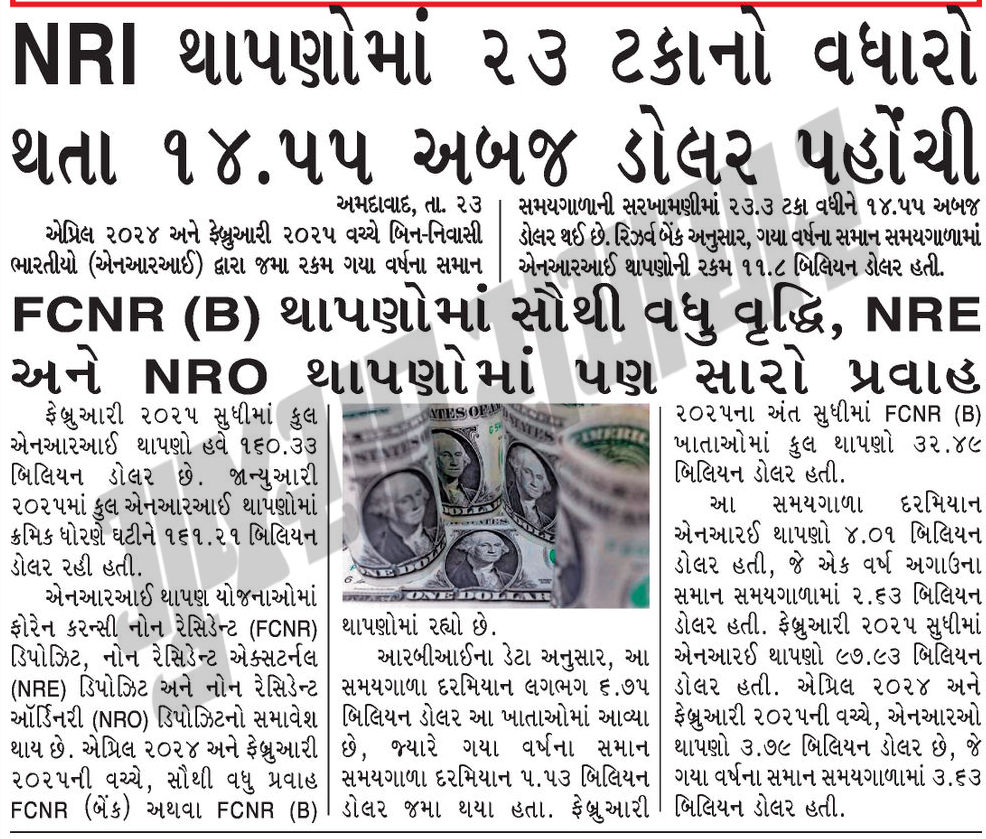 NRI થાપણોમાં ૨૩ ટકાનો વધારો
થતા ૧૪.૫૫ અબજ ડોલર પહોંચી
અમદાવાદ, તા. ૨૩
એપ્રિલ ૨૦૨૪ અને ફેબ્રુઆરી ૨૦૨૫ વચ્ચે બિન-નિવાસી
ભારતીયો (એનઆરઆઈ) દ્વારા જમા રકમ ગયા વર્ષના સમાન
સમયગાળાની સરખામણીમાં ૨૩.૩ ટકા વધીને ૧૪.૫૫ અબજ
ડોલર થઈ છે. રિઝર્વ બેંક અનુસાર, ગયા વર્ષના સમાન સમયગાળામાં
એનઆરઆઈ થાપણોની રકમ ૧૧.૮ બિલિયન ડોલર હતી.
FCNR (B) થાપણોમાં સૌથી વધુ વૃદ્ધિ, NRE
અને NRO થાપણોમાં પણ સારો પ્રવાહ
ફેબ્રુઆરી ૨૦૨૫ સુધીમાં કુલ
એનઆરઆઈ થાપણો હવે ૧૬૦.૩૩
બિલિયન ડોલર છે. જાન્યુઆરી
૨૦૨૫માં કુલ એનઆરઆઈ થાપણોમાં
ક્રમિક ધોરણે ઘટીને ૧૬૧.૨૧ બિલિયન
ડોલર રહી હતી.
એનઆરઆઈ થાપણ યોજનાઓમાં
ફોરેન કરન્સી નોન રેસિડેન્ટ (FCNR)
ડિપોઝિટ, નોન રેસિડેન્ટ એક્સટર્નલ
(NRE) ડિપોઝિટ અને નોન રેસિડેન્ટ
ઑર્ડિનરી (NRO) ડિપોઝિટનો સમાવેશ
થાય છે. એપ્રિલ ૨૦૨૪ અને ફેબ્રુઆરી
૨૦૨૫ની વચ્ચે, સૌથી વધુ પ્રવાહ
FCNR (બેંક) અથવા FCNR (B)
થાપણોમાં રહ્યો છે.
આરબીઆઈના ડેટા અનુસાર, આ
સમયગાળા દરમિયાન લગભગ ૬.૭૫
બિલિયન ડોલર આ ખાતાઓમાં આવ્યા
છે, જ્યારે ગયા વર્ષના સમાન
સમયગાળા દરમિયાન ૫.૫૩ બિલિયન
ડોલર જમા થયા હતા. ફેબ્રુઆરી
૨૦૨૫ના અંત સુધીમાં FCNR (B)
ખાતાઓમાં કુલ થાપણો ૩૨.૪૯
બિલિયન ડોલર હતી.
આ સમયગાળા દરમિયાન
એનઆરઈ થાપણો ૪.૦૧ બિલિયન
ડોલર હતી, જે એક વર્ષ અગાઉના
સમાન સમયગાળામાં ૨.૬૩ બિલિયન
ડોલર હતી. ફેબ્રુઆરી ૨૦૨૫ સુધીમાં
એનઆરઈ થાપણો ૯૭.૯૩ બિલિયન
ડોલર હતી. એપ્રિલ ૨૦૨૪ અને
ફેબ્રુઆરી ૨૦૨૫ની વચ્ચે, એનઆરઓ
થાપણો ૩.૭૯ બિલિયન ડોલર છે, જે
ગયા વર્ષના સમાન સમયગાળામાં ૩.૬૩
બિલિયન ડોલર હતી.
ONE DOLLAR